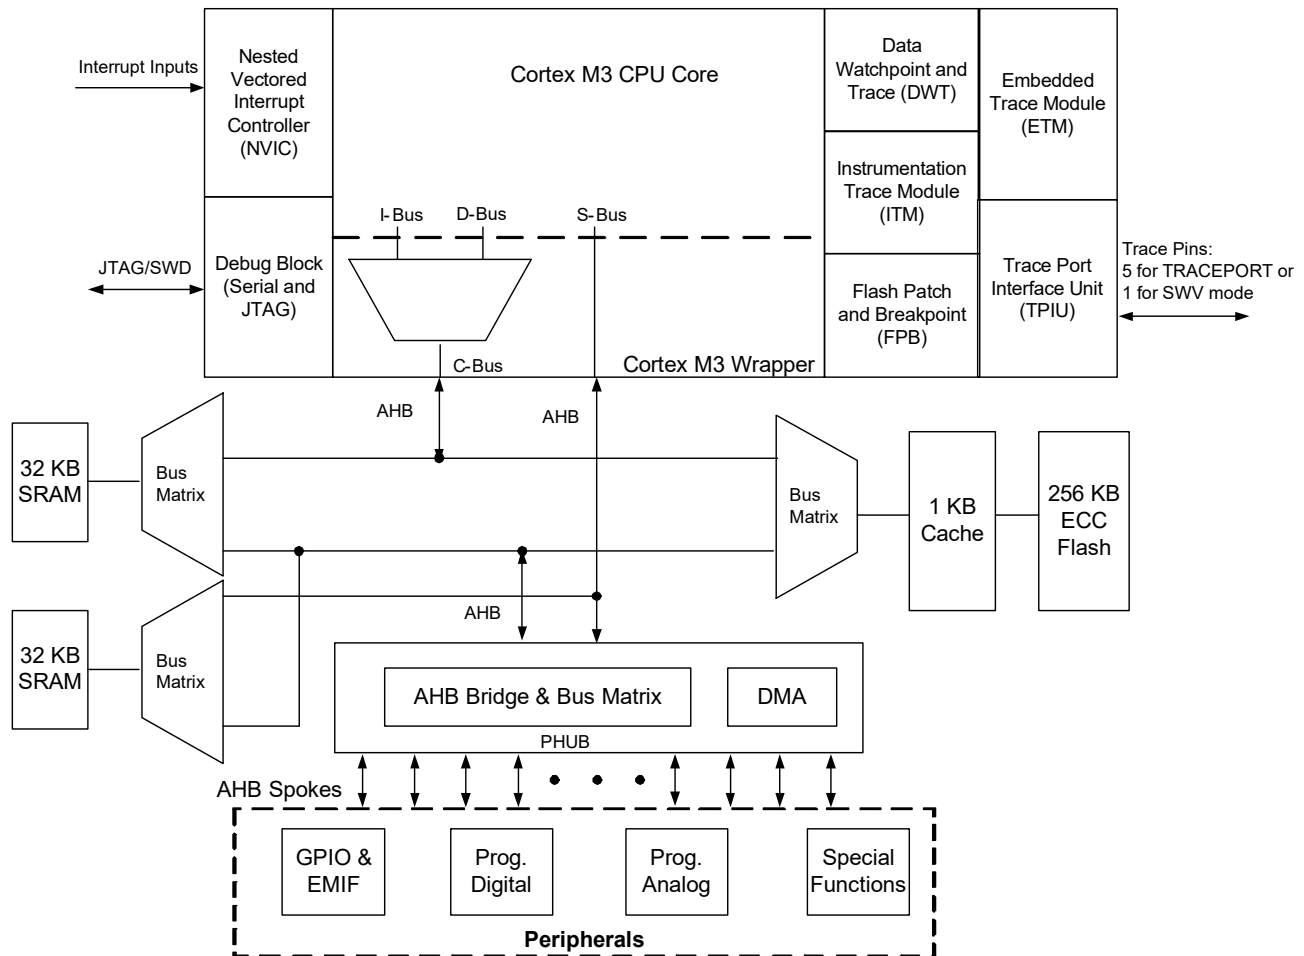 Interrupt Inputs
Nested
Vectored
Interrupt
Controller
(NVIC)
Cortex M3 CPU Core
Data
Watchpoint and
Trace (DWT)
Embedded
Trace Module
(ETM)
Instrumentation
Trace Module
(ITM)
I-Bus
D-Bus
S-Bus
JTAG/SWD
Debug Block
(Serial and
JTAG)
Flash Patch
and Breakpoint
(FPB)
Trace Port
Interface Unit
(TPIU)
Trace Pins:
5 for TRACEPORT or
1 for SWV mode
C-Bus
Cortex M3 Wrapper
AHB
AHB
32 KB
SRAM
Bus
Matrix
Bus
Matrix
1 KB
Cache
256 KB
ECC
Flash
AHB
32 KB
SRAM
Bus
Matrix
AHB Bridge & Bus Matrix
DMA
PHUB
AHB Spokes
GPIO &
EMIF
Prog.
Digital
Prog.
Analog
Special
Functions
Peripherals